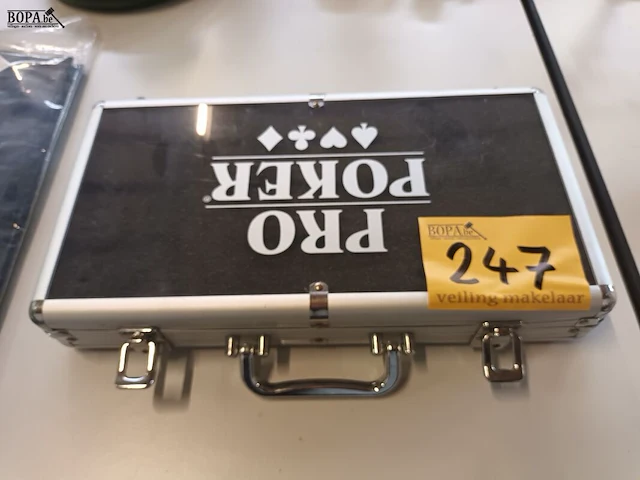 BOPA.be
PRO
POKER®
BOPA.be
247
veiling makelaar